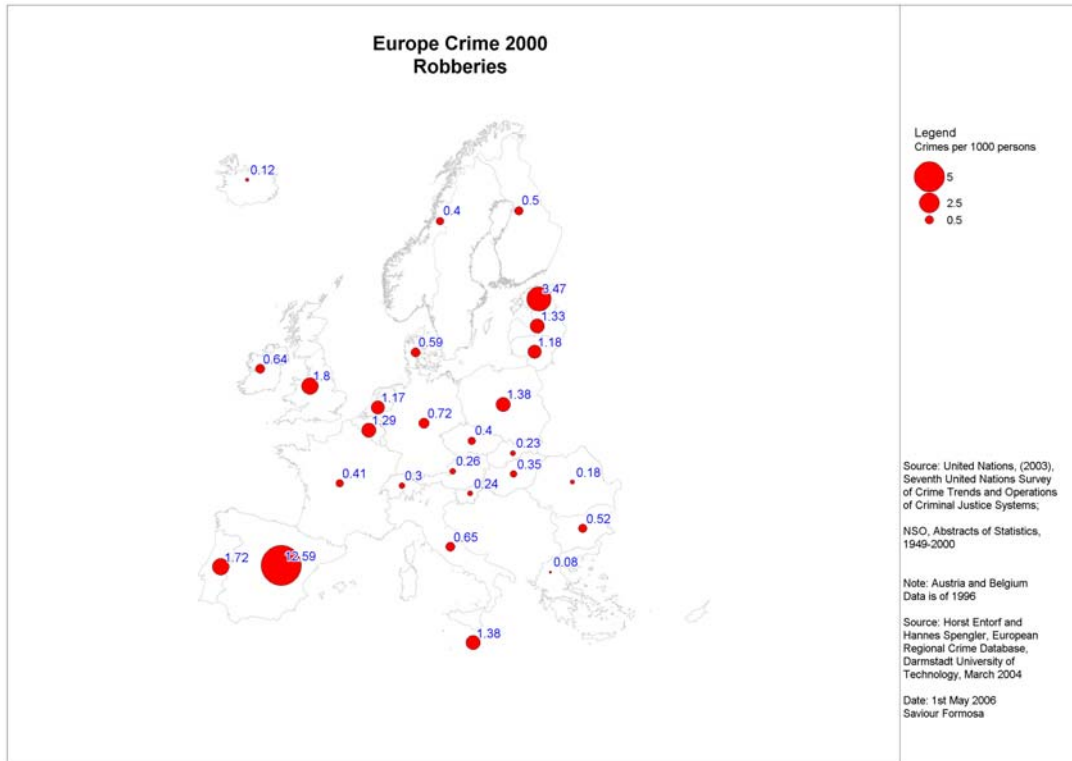 Europe Crime 2000
Robberies
0.12
0.4
0.5
3.47
1.33
1.18
0.59
0.64
1.8
1.17
1.29
0.72
1.38
0.4
0.23
0.26
0.35
0.41
0.3
0.24
0.18
0.52
0.65
0.08
1.72
12.59
1.38
Legend
Crimes per 1000 persons
5
2.5
0.5
Source: United Nations, (2003),
Seventh United Nations Survey
of Crime Trends and Operations
of Criminal Justice Systems;
NSO, Abstracts of Statistics,
1949-2000
Note: Austria and Belgium
Data is of 1996
Source: Horst Entorf and
Hannes Spengler, European
Regional Crime Database,
Darmstadt University of
Technology, March 2004
Date: 1st May 2006
Saviour Formosa